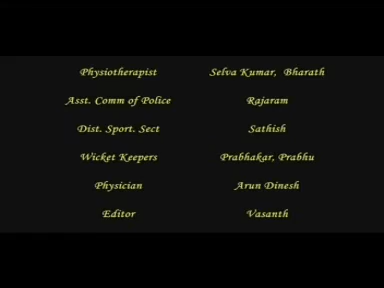 Physiotherapist Selva Kumar, Bharath
Asst. Comm of Police Rajaram
Dist. Sport. Sect Sathish
Wicket Keepers Prabhakar, Prabhu
Physician Arun Dinesh
Editor Vasanth